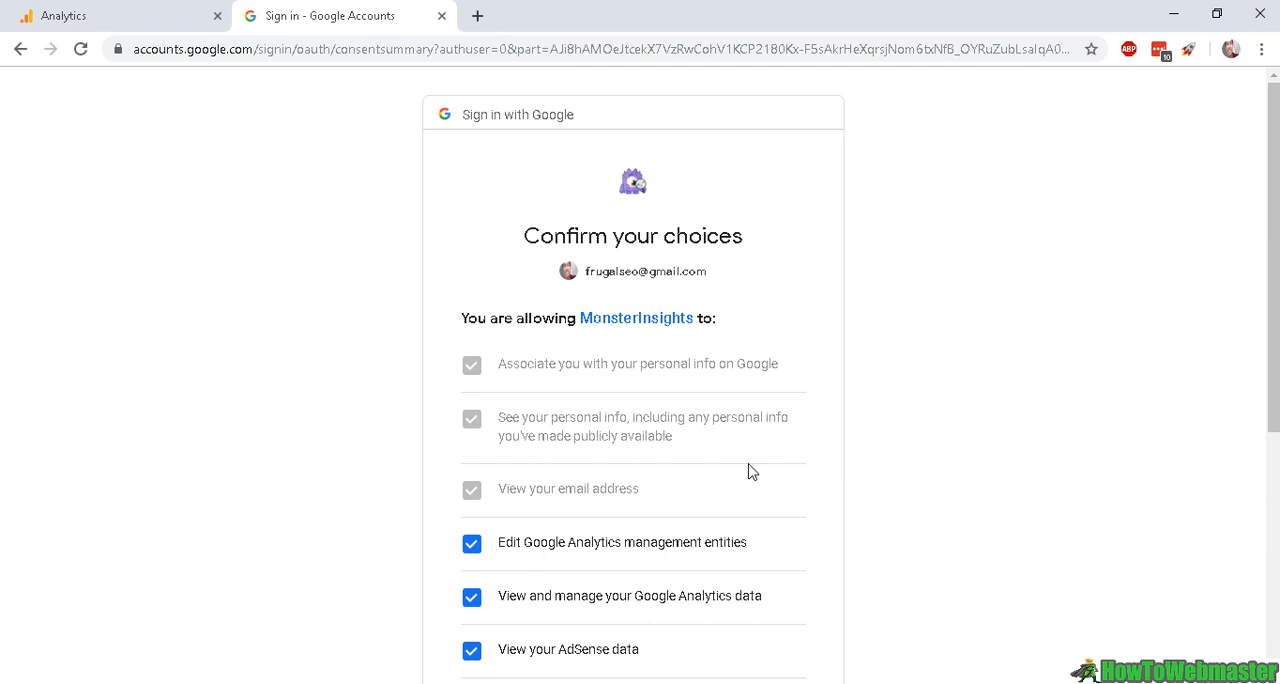 Analytics
Sign in - Google Accounts
accounts.google.com/signin/oauth/consentsummary?authuser=0&part=
ABP
10
Sign in with Google
Confirm your choices
frugalseo@gmail.com
You are allowing MonsterInsights to:
Associate you with your personal info on Google
See your personal info, including any personal info
you've made publicly available
View your email address
Edit Google Analytics management entities
View and manage your Google Analytics data
View your AdSense data
HowToWebmaster